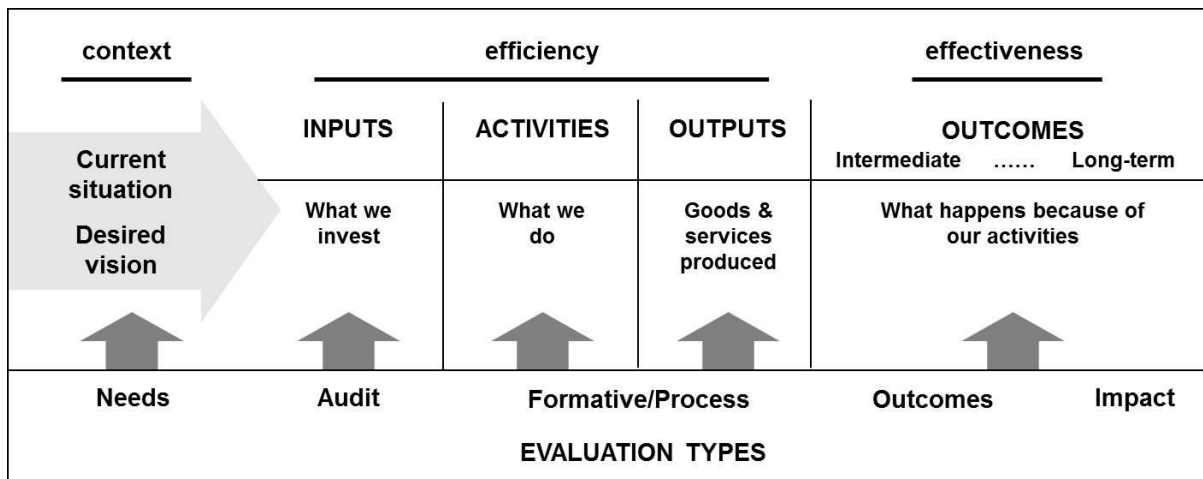 context efficiency effectiveness
INPUTS ACTIVITIES OUTPUTS OUTCOMES
Intermediate ...... Long-term
Current
situation
Desired
vision
What we
invest
What we
do
Goods &
services
produced
What happens because of
our activities
Needs Audit Formative/Process Outcomes Impact
EVALUATION TYPES